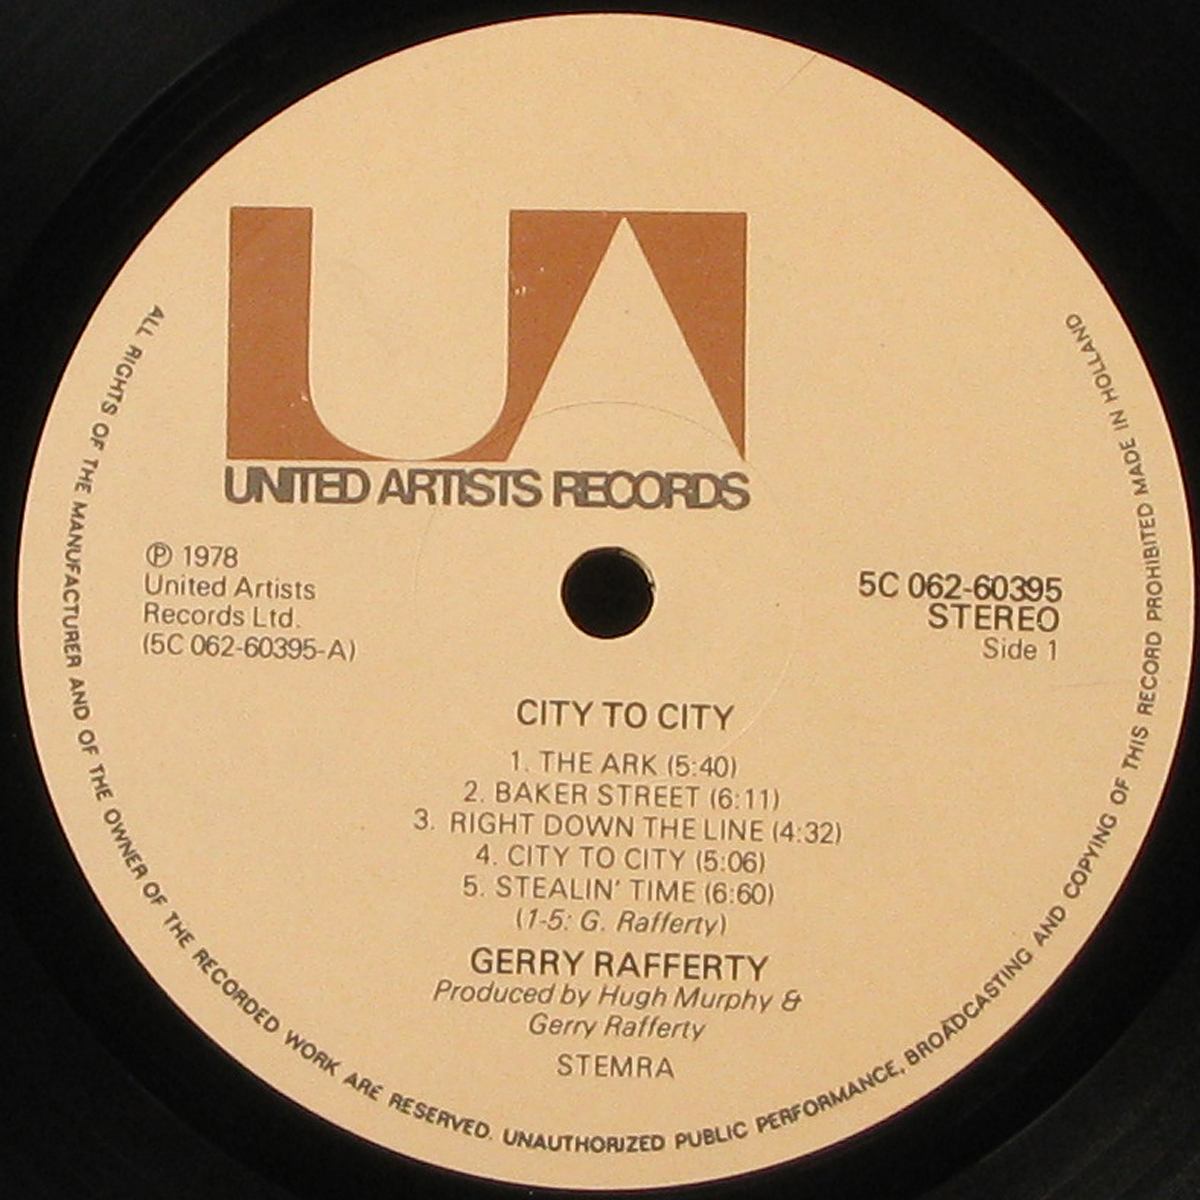 UA
UNITED ARTISTS RECORDS
℗ 1978
United Artists
Records Ltd.
(5C 062-60395-A)
5C 062-60395
STEREO
Side 1
CITY TO CITY
1. THE ARK (5:40)
2. BAKER STREET (6:11)
3. RIGHT DOWN THE LINE (4:32)
4. CITY TO CITY (5:06)
5. STEALIN' TIME (6:60)
(1-5: G. Rafferty)
GERRY RAFFERTY
Produced by Hugh Murphy &
Gerry Rafferty
STEMRA
ALL RIGHTS OF THE MANUFACTURER AND OF THE OWNER OF THE RECORDED WORK ARE RESERVED. UNAUTHORIZED PUBLIC PERFORMANCE, BROADCASTING AND COPYING OF THIS RECORD PROHIBITED MADE IN HOLLAND